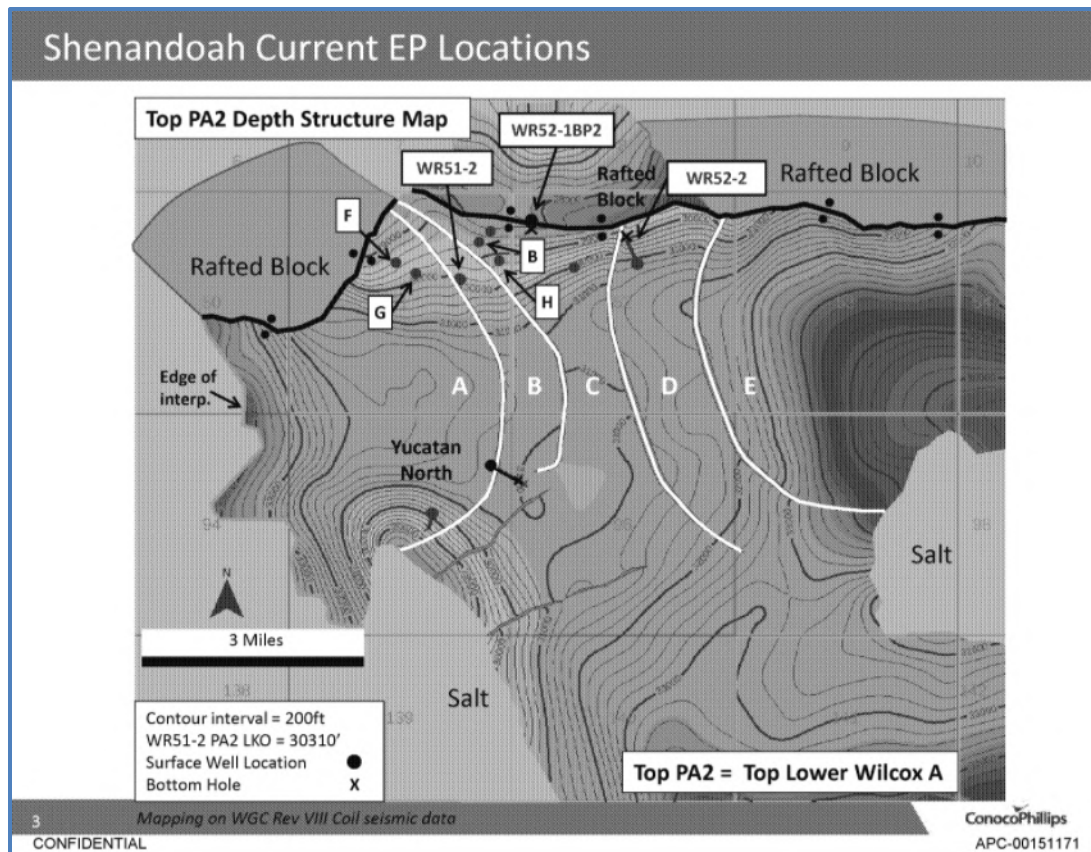 Shenandoah Current EP Locations
Top PA2 Depth Structure Map
WR52-1BP2
WR51-2
Rafted
Block
WR52-2
Rafted Block
F
Rafted Block
B
H
G
Edge of
interp.
A
B
C
D
E
Yucatan
North
94
N
3 Miles
Salt
Salt
138
139
Contour interval = 200ft
WR51-2 PA2 LKO = 30310'
Surface Well Location
Bottom Hole
X
Top PA2 = Top Lower Wilcox A
3
Mapping on WGC Rev VIII Coil seismic data
ConocoPhillips
CONFIDENTIAL
APC-00151171